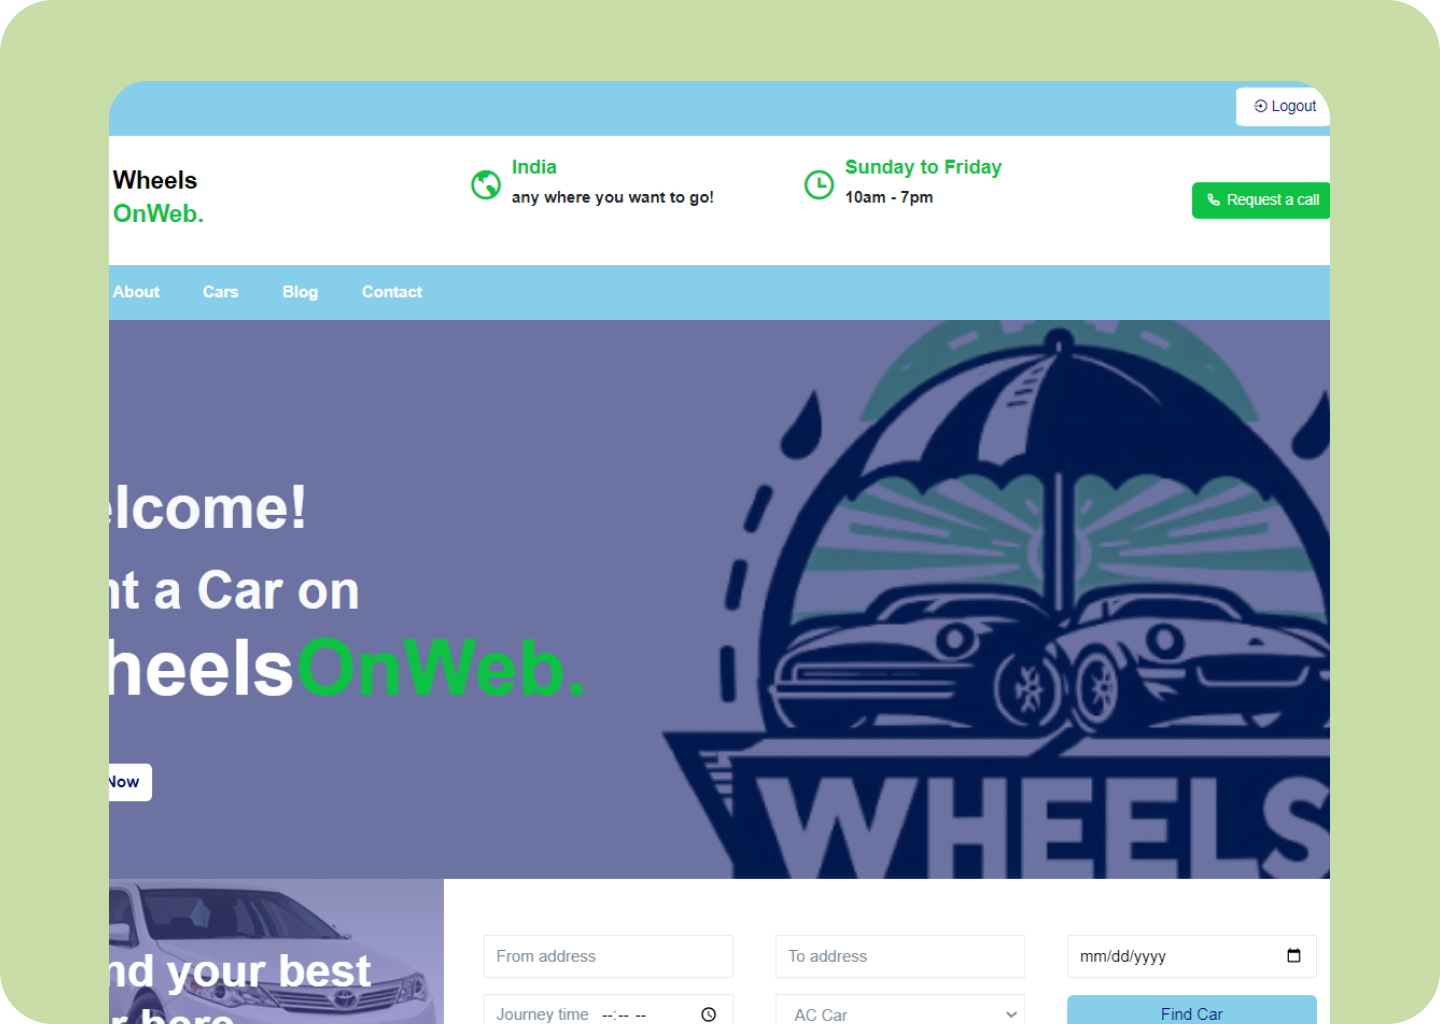 Logout
Wheels
OnWeb.
India
any where you want to go!
Sunday to Friday
10am - 7pm
Request a call
About Cars Blog Contact
elcome!
nt a Car on
heelsOnWeb.
Now
WHEELS
nd your best
r here
From address
To address
mm/dd/yyyy
Journey time --:-- --
AC Car
Find Car